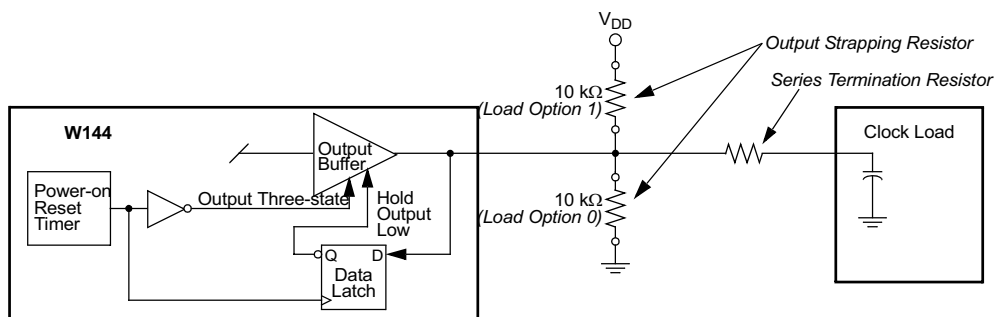 V_DD
Output Strapping Resistor
Series Termination Resistor
10 kΩ
(Load Option 1)
W144
Clock Load
Output
Buffer
Power-on
Reset
Timer
Output Three-state
Hold
Output
Low
10 kΩ
(Load Option 0)
Q
D
Data
Latch